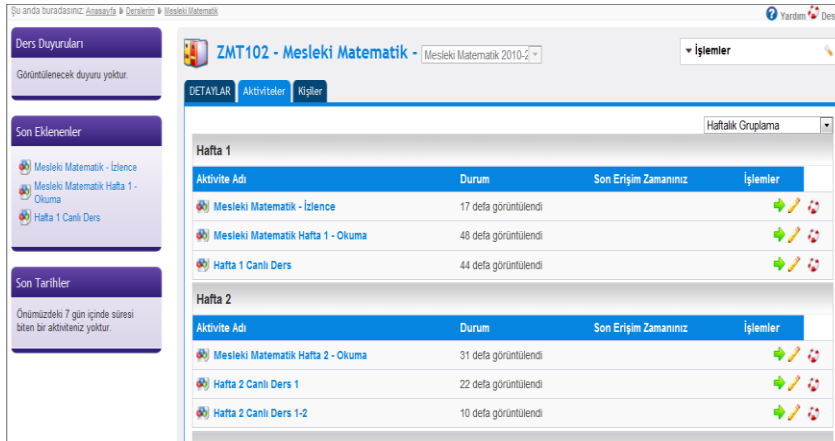 Şu anda buradasınız: Anasayfa Derslerim Mesleki Matematik
Yardım Des
Ders Duyuruları
Görüntülenecek duyuru yoktur.
Son Eklenenler
Mesleki Matematik - İzlence
Mesleki Matematik Hafta 1 -
Okuma
Hafta 1 Canlı Ders
Son Tarihler
Önümüzdeki 7 gün içinde süresi
biten bir aktiviteniz yoktur.
ZMT102 - Mesleki Matematik - Mesleki Matematik 2010-2
İşlemler
DETAYLAR Aktiviteler Kişiler
Haftalık Gruplama
Hafta 1
Aktivite Adı Durum Son Erişim Zamanınız İşlemler
Mesleki Matematik - İzlence 17 defa görüntülendi
Mesleki Matematik Hafta 1 - Okuma 48 defa görüntülendi
Hafta 1 Canlı Ders 44 defa görüntülendi
Hafta 2
Aktivite Adı Durum Son Erişim Zamanınız İşlemler
Mesleki Matematik Hafta 2 - Okuma 31 defa görüntülendi
Hafta 2 Canlı Ders 1 22 defa görüntülendi
Hafta 2 Canlı Ders 1-2 10 defa görüntülendi